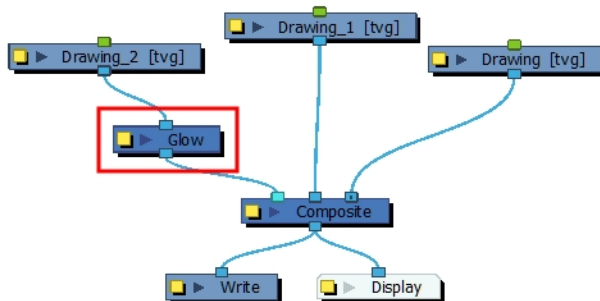 Drawing_1 [tvg]
Drawing_2 [tvg]
Drawing [tvg]
Glow
Composite
Write
Display